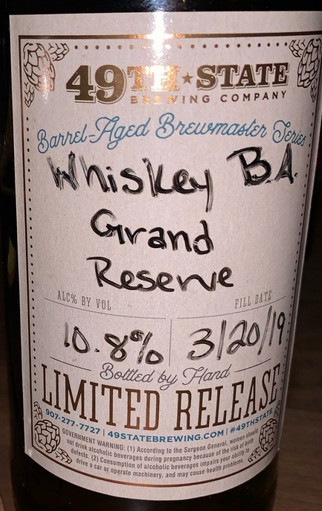 49TH ★ STATE
BREWING COMPANY
Barrel-Aged Brewmaster Series
Whiskey B.A.
Grand
Reserve
ALC% BY VOL FILL DATE
10.8% 3/20/19
Bottled by Hand
LIMITED RELEASE
907-277-7727 | 49STATEBREWING.COM | #49THSTATE
GOVERNMENT WARNING: (1) According to the Surgeon General, women should
not drink alcoholic beverages during pregnancy because of the risk of birth
defects. (2) Consumption of alcoholic beverages impairs your ability to
drive a car or operate machinery, and may cause health problems.